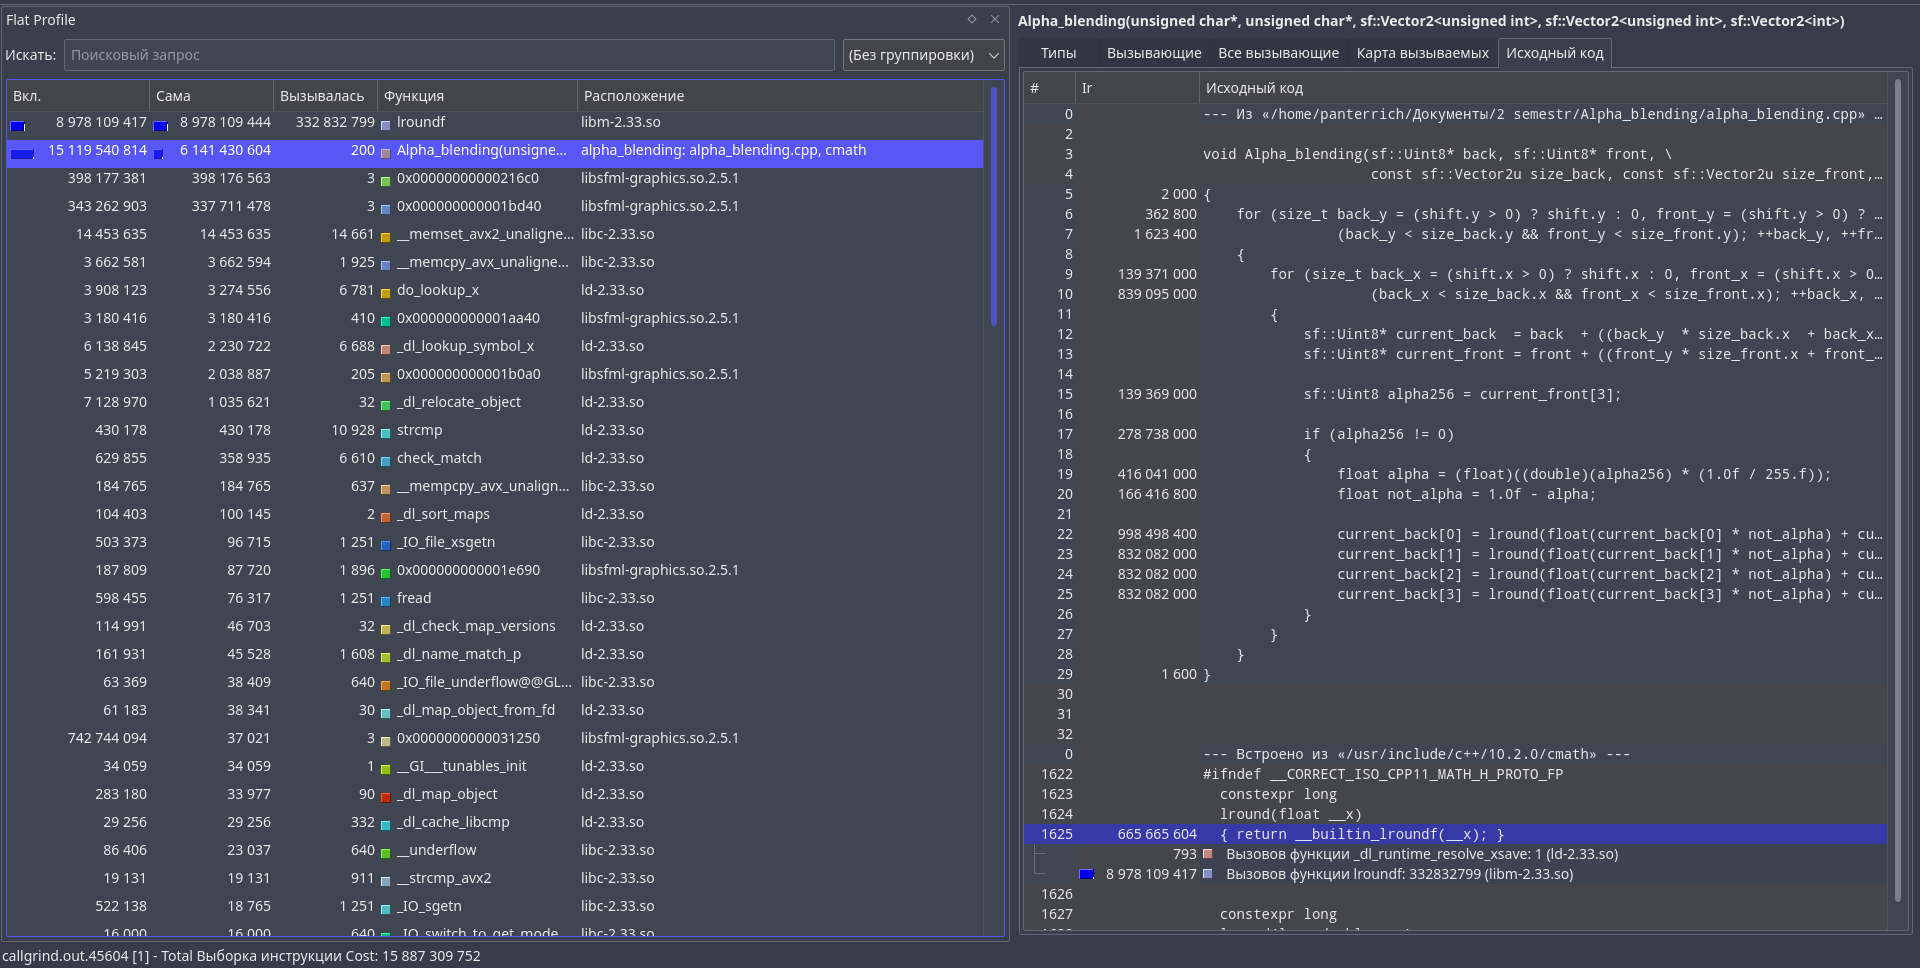 Flat Profile
Искать: Поисковый запрос (Без группировки)
Вкл. Сама Вызывалась Функция Расположение
8 978 109 417 8 978 109 444 332 832 799 lroundf libm-2.33.so
15 119 540 814 6 141 430 604 200 Alpha_blending(unsigne... alpha_blending: alpha_blending.cpp, cmath
398 177 381 398 176 563 3 0x00000000000216c0 libsfml-graphics.so.2.5.1
343 262 903 337 711 478 3 0x000000000001bd40 libsfml-graphics.so.2.5.1
14 453 635 14 453 635 14 661 __memset_avx2_unaligne... libc-2.33.so
3 662 581 3 662 594 1 925 __memcpy_avx_unaligne... libc-2.33.so
3 908 123 3 274 556 6 781 do_lookup_x ld-2.33.so
3 180 416 3 180 416 410 0x000000000001aa40 libsfml-graphics.so.2.5.1
6 138 845 2 230 722 6 688 _dl_lookup_symbol_x ld-2.33.so
5 219 303 2 038 887 205 0x000000000001b0a0 libsfml-graphics.so.2.5.1
7 128 970 1 035 621 32 _dl_relocate_object ld-2.33.so
430 178 430 178 10 928 strcmp ld-2.33.so
629 855 358 935 6 610 check_match ld-2.33.so
184 765 184 765 637 __mempcpy_avx_unalign... libc-2.33.so
104 403 100 145 2 _dl_sort_maps ld-2.33.so
503 373 96 715 1 251 _IO_file_xsgetn libc-2.33.so
187 809 87 720 1 896 0x000000000001e690 libsfml-graphics.so.2.5.1
598 455 76 317 1 251 fread libc-2.33.so
114 991 46 703 32 _dl_check_map_versions ld-2.33.so
161 931 45 528 1 608 _dl_name_match_p ld-2.33.so
63 369 38 409 640 _IO_file_underflow@@GL... libc-2.33.so
61 183 38 341 30 _dl_map_object_from_fd ld-2.33.so
742 744 094 37 021 3 0x0000000000031250 libsfml-graphics.so.2.5.1
34 059 34 059 1 __GI___tunables_init ld-2.33.so
283 180 33 977 90 _dl_map_object ld-2.33.so
29 256 29 256 332 _dl_cache_libcmp ld-2.33.so
86 406 23 037 640 __underflow libc-2.33.so
19 131 19 131 911 __strcmp_avx2 libc-2.33.so
522 138 18 765 1 251 _IO_sgetn libc-2.33.so
16 000 16 000 640 _IO_switch_to_get_mode libc-2.33.so
callgrind.out.45604 [1] - Total Выборка инструкции Cost: 15 887 309 752
Alpha_blending(unsigned char*, unsigned char*, sf::Vector2<unsigned int>, sf::Vector2<unsigned int>, sf::Vector2<int>)
Типы Вызывающие Все вызывающие Карта вызываемых Исходный код
# Ir Исходный код
0 --- Из «/home/panterrich/Документы/2 semestr/Alpha_blending/alpha_blending.cpp» …
2
3 void Alpha_blending(sf::Uint8* back, sf::Uint8* front, \
4 const sf::Vector2u size_back, const sf::Vector2u size_front,…
5 2 000 {
6 362 800 for (size_t back_y = (shift.y > 0) ? shift.y : 0, front_y = (shift.y > 0) ? …
7 1 623 400 (back_y < size_back.y && front_y < size_front.y); ++back_y, ++fr…
8 {
9 139 371 000 for (size_t back_x = (shift.x > 0) ? shift.x : 0, front_x = (shift.x > 0…
10 839 095 000 (back_x < size_back.x && front_x < size_front.x); ++back_x, …
11 {
12 sf::Uint8* current_back  = back  + ((back_y  * size_back.x  + back_x…
13 sf::Uint8* current_front = front + ((front_y * size_front.x + front_…
14
15 139 369 000 sf::Uint8 alpha256 = current_front[3];
16
17 278 738 000 if (alpha256 != 0)
18 {
19 416 041 000 float alpha = (float)((double)(alpha256) * (1.0f / 255.f));
20 166 416 800 float not_alpha = 1.0f - alpha;
21
22 998 498 400 current_back[0] = lround(float(current_back[0] * not_alpha) + cu…
23 832 082 000 current_back[1] = lround(float(current_back[1] * not_alpha) + cu…
24 832 082 000 current_back[2] = lround(float(current_back[2] * not_alpha) + cu…
25 832 082 000 current_back[3] = lround(float(current_back[3] * not_alpha) + cu…
26 }
27 }
28 }
29 1 600 }
30
31
32
0 --- Встроено из «/usr/include/c++/10.2.0/cmath» ---
1622 #ifndef __CORRECT_ISO_CPP11_MATH_H_PROTO_FP
1623 constexpr long
1624 lround(float __x)
1625 665 665 604 { return __builtin_lroundf(__x); }
793 Вызовов функции _dl_runtime_resolve_xsave: 1 (ld-2.33.so)
8 978 109 417 Вызовов функции lroundf: 332832799 (libm-2.33.so)
1626
1627 constexpr long